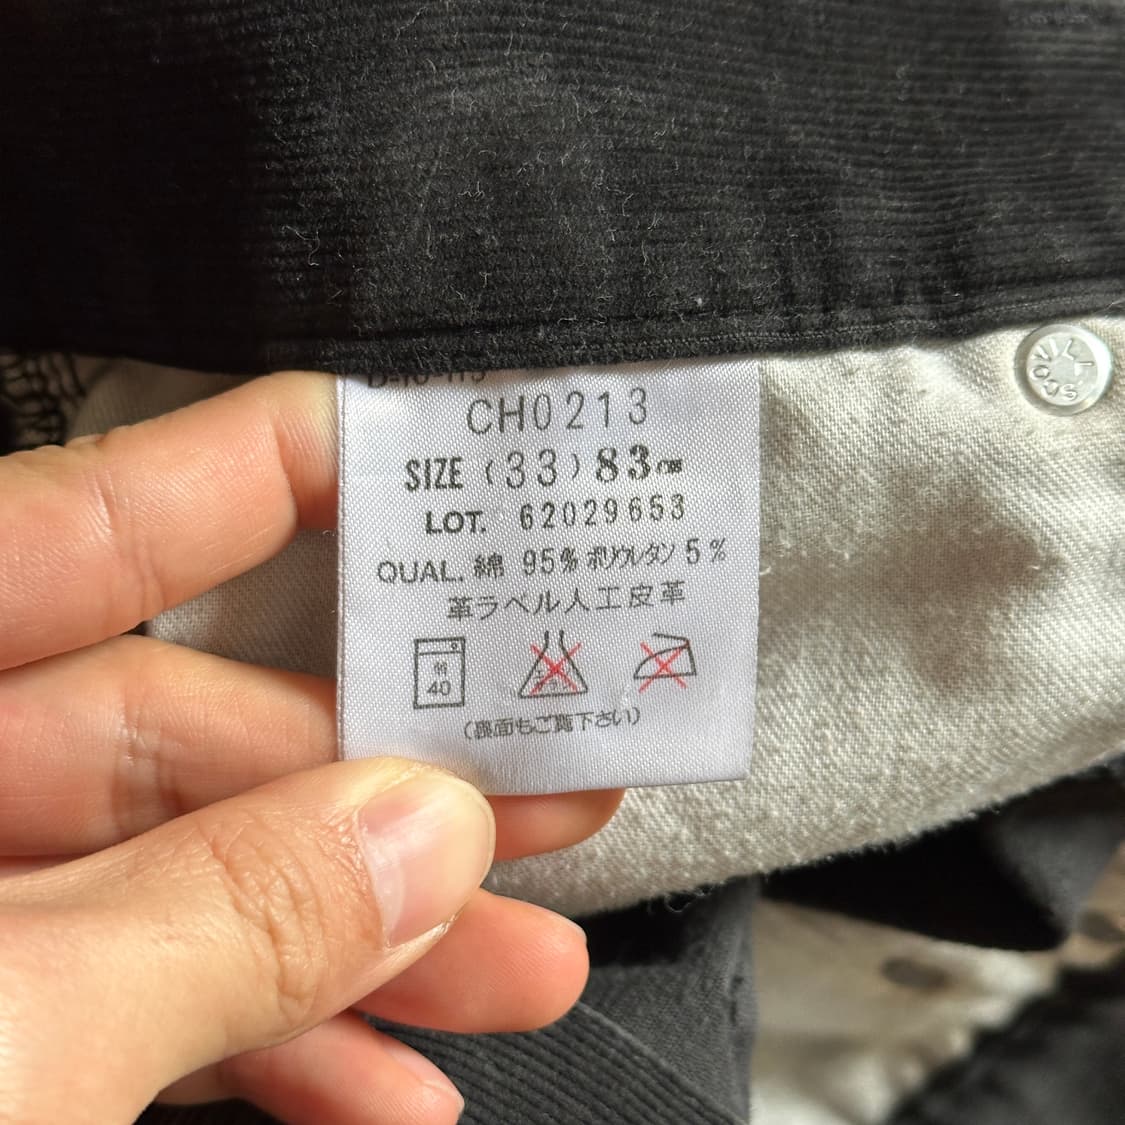 CH0213
SIZE (33) 83cm
LOT. 62029653
QUAL. 綿 95% ポリウレタン 5%
革ラベル人工皮革
弱
40
(裏面もご覧下さい)